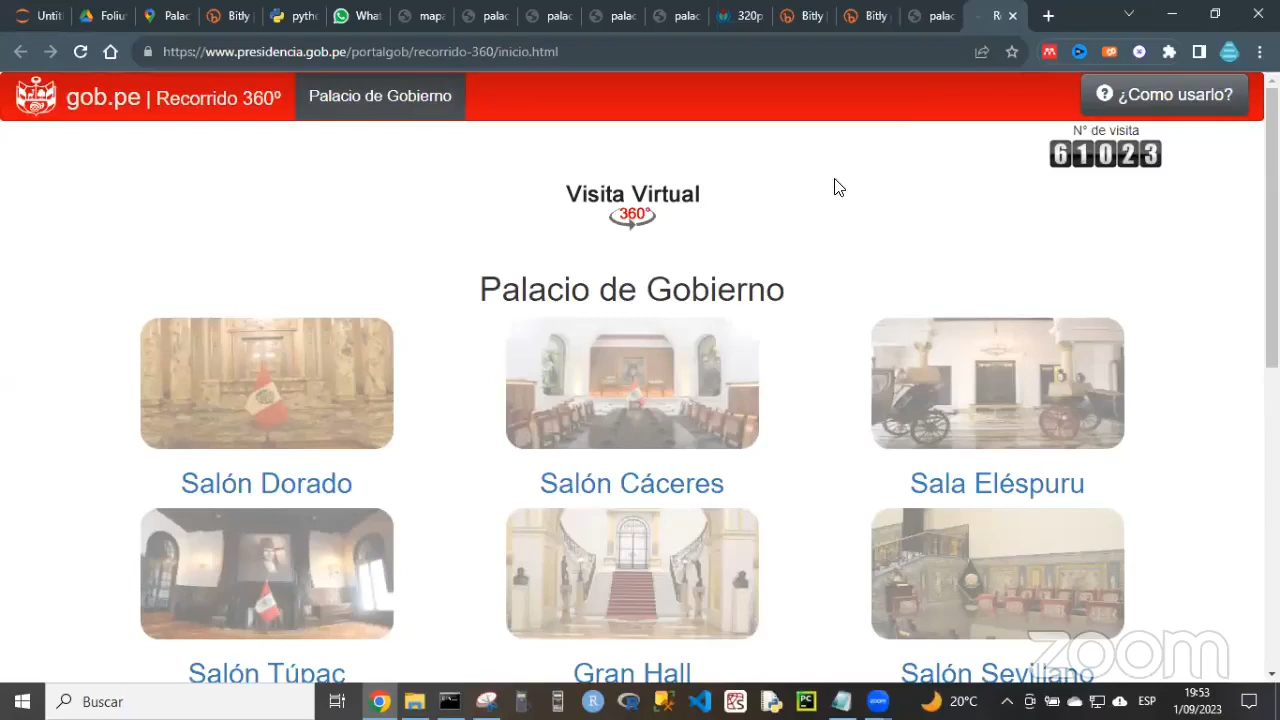 Untit
Foliu
Palac
Bitly
pytho
What
mapa
palac
palac
palac
palac
320p
Bitly
Bitly
palac
Re
https://www.presidencia.gob.pe/portalgob/recorrido-360/inicio.html
gob.pe | Recorrido 360º
Palacio de Gobierno
¿Como usarlo?
N° de visita
61023
Visita Virtual
360°
Palacio de Gobierno
Salón Dorado
Salón Cáceres
Sala Eléspuru
Salón Túpac
Gran Hall
Salón Sevillano
zoom
Buscar
20°C
ESP
19:53
1/09/2023